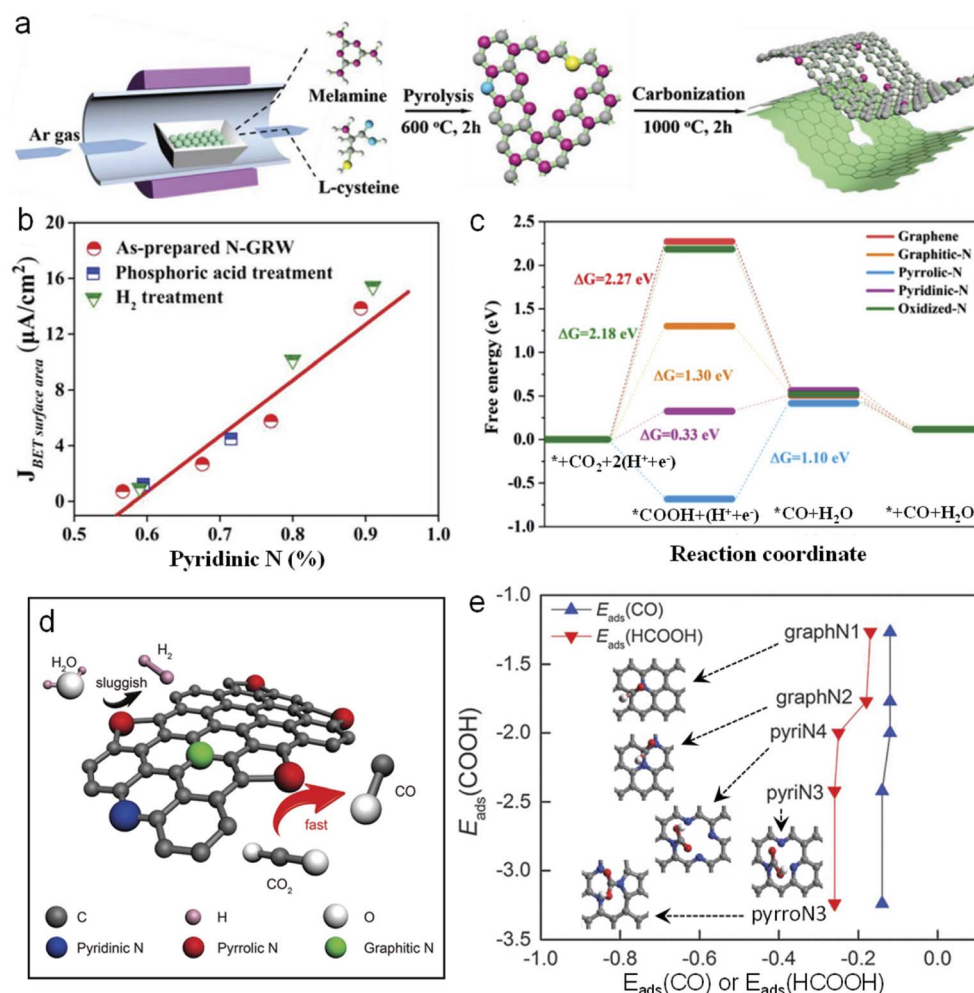 a
Ar gas
Melamine
L-cysteine
Pyrolysis
600 °C, 2h
Carbonization
1000 °C, 2h
b
20
16
12
8
4
0
J_BET surface area (μA/cm²)
As-prepared N-GRW
Phosphoric acid treatment
H₂ treatment
0.5 0.6 0.7 0.8 0.9 1.0
Pyridinic N (%)
c
2.5
2.0
1.5
1.0
0.5
0.0
-0.5
-1.0
Free energy (eV)
Graphene
Graphitic-N
Pyrrolic-N
Pyridinic-N
Oxidized-N
ΔG=2.27 eV
ΔG=2.18 eV
ΔG=1.30 eV
ΔG=0.33 eV
ΔG=1.10 eV
*+CO₂+2(H⁺+e⁻)
*COOH+(H⁺+e⁻)
*CO+H₂O
*+CO+H₂O
Reaction coordinate
d
H₂O
H₂
sluggish
CO
fast
CO₂
C H O
Pyridinic N Pyrrolic N Graphitic N
e
-1.0
-1.5
-2.0
-2.5
-3.0
-3.5
E_ads(COOH)
E_ads(CO)
E_ads(HCOOH)
graphN1
graphN2
pyriN4
pyriN3
pyrroN3
-1.0 -0.8 -0.6 -0.4 -0.2 0.0
E_ads(CO) or E_ads(HCOOH)